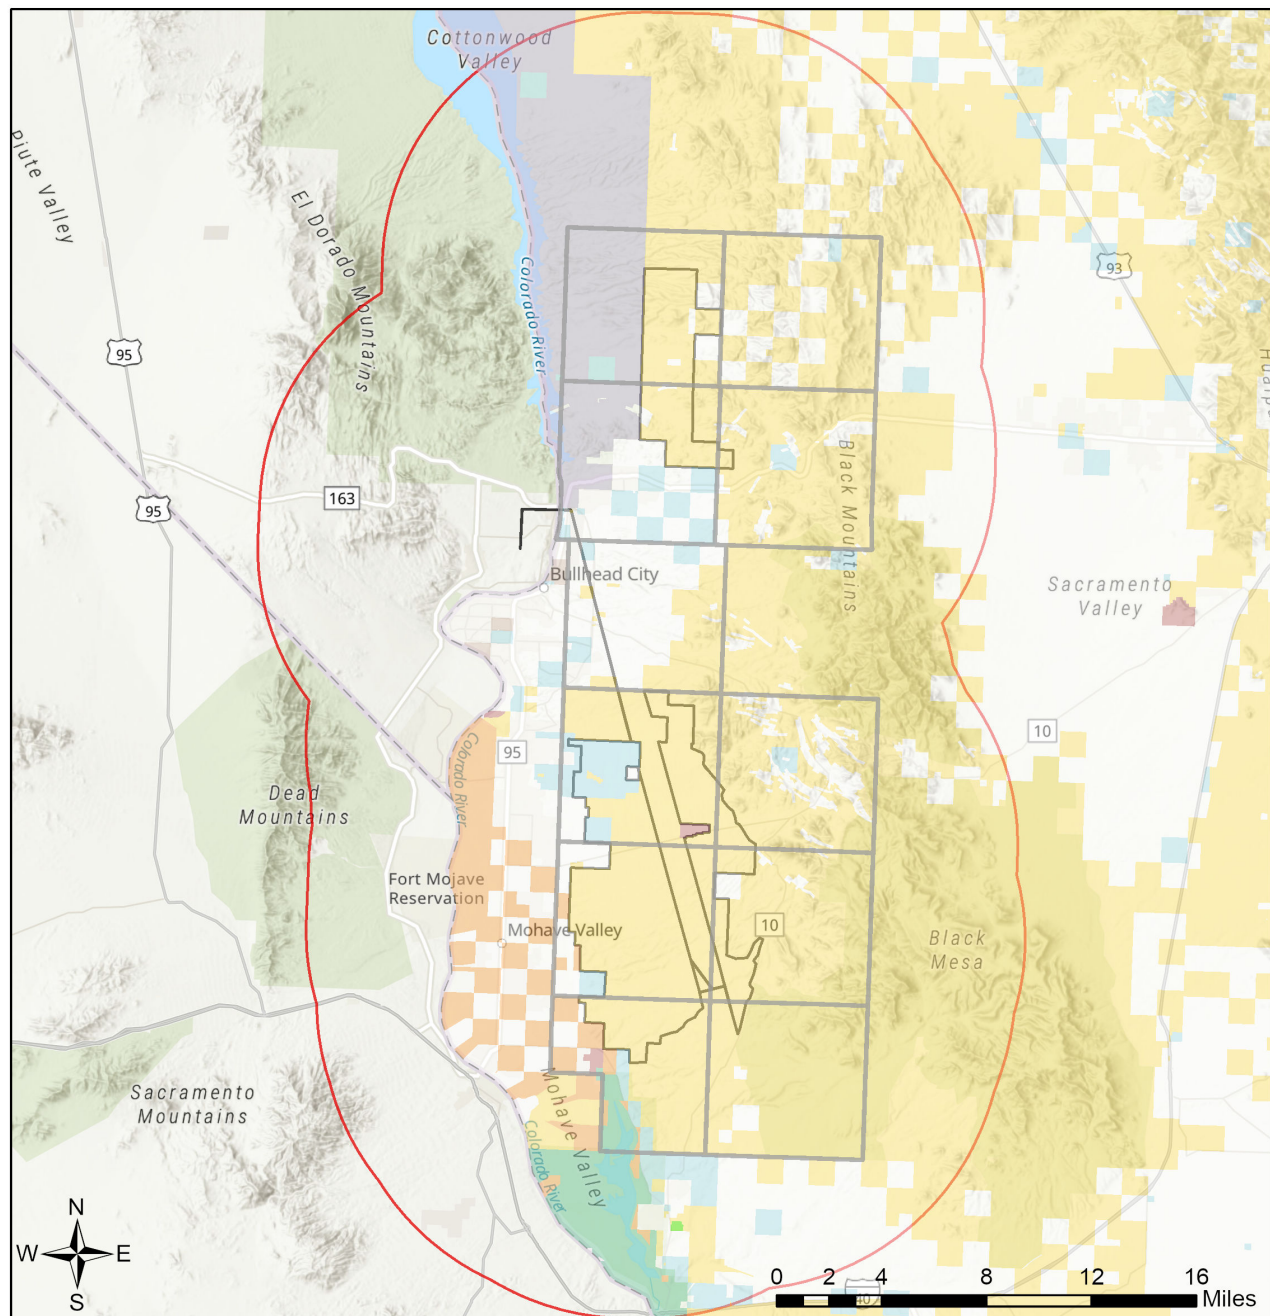 Cottonwood
Valley
Piute Valley
El Dorado Mountains
Colorado River
93
95
163
95
Black Mountains
Bullhead City
Sacramento
Valley
10
95
Colorado River
Dead
Mountains
Fort Mojave
Reservation
Mohave Valley
10
Black
Mesa
Sacramento
Mountains
Mohave Valley
Colorado River
N
W
E
S
0 2 4 8 12 16
Miles
40